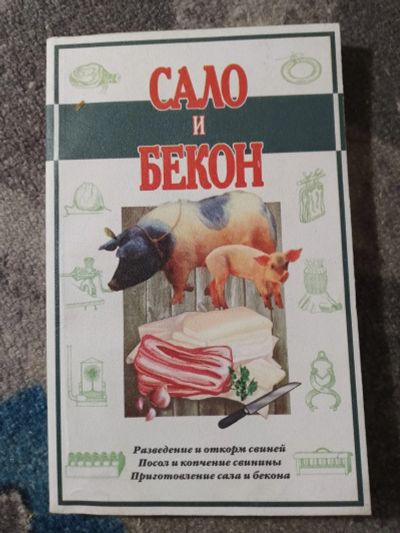 САЛО
И
БЕКОН
Разведение и откорм свиней
Посол и копчение свинины
Приготовление сала и бекона